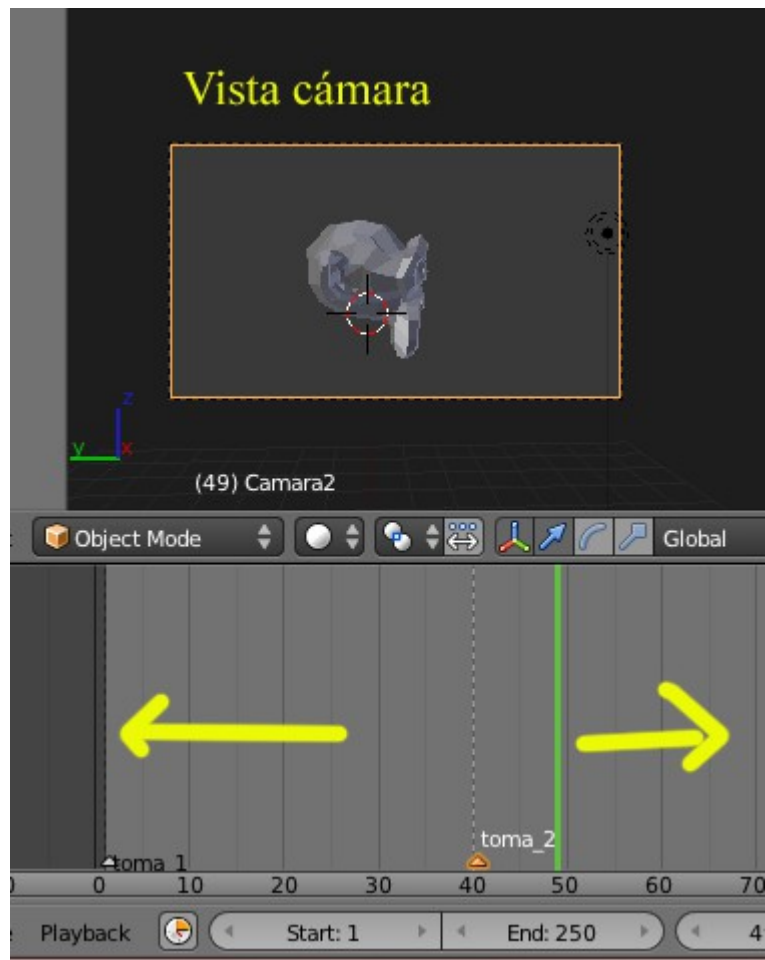 Vista cámara
z
y x
(49) Camara2
Object Mode Global
toma_2
toma_1
0 10 20 30 40 50 60 70
Playback Start: 1 End: 250 4